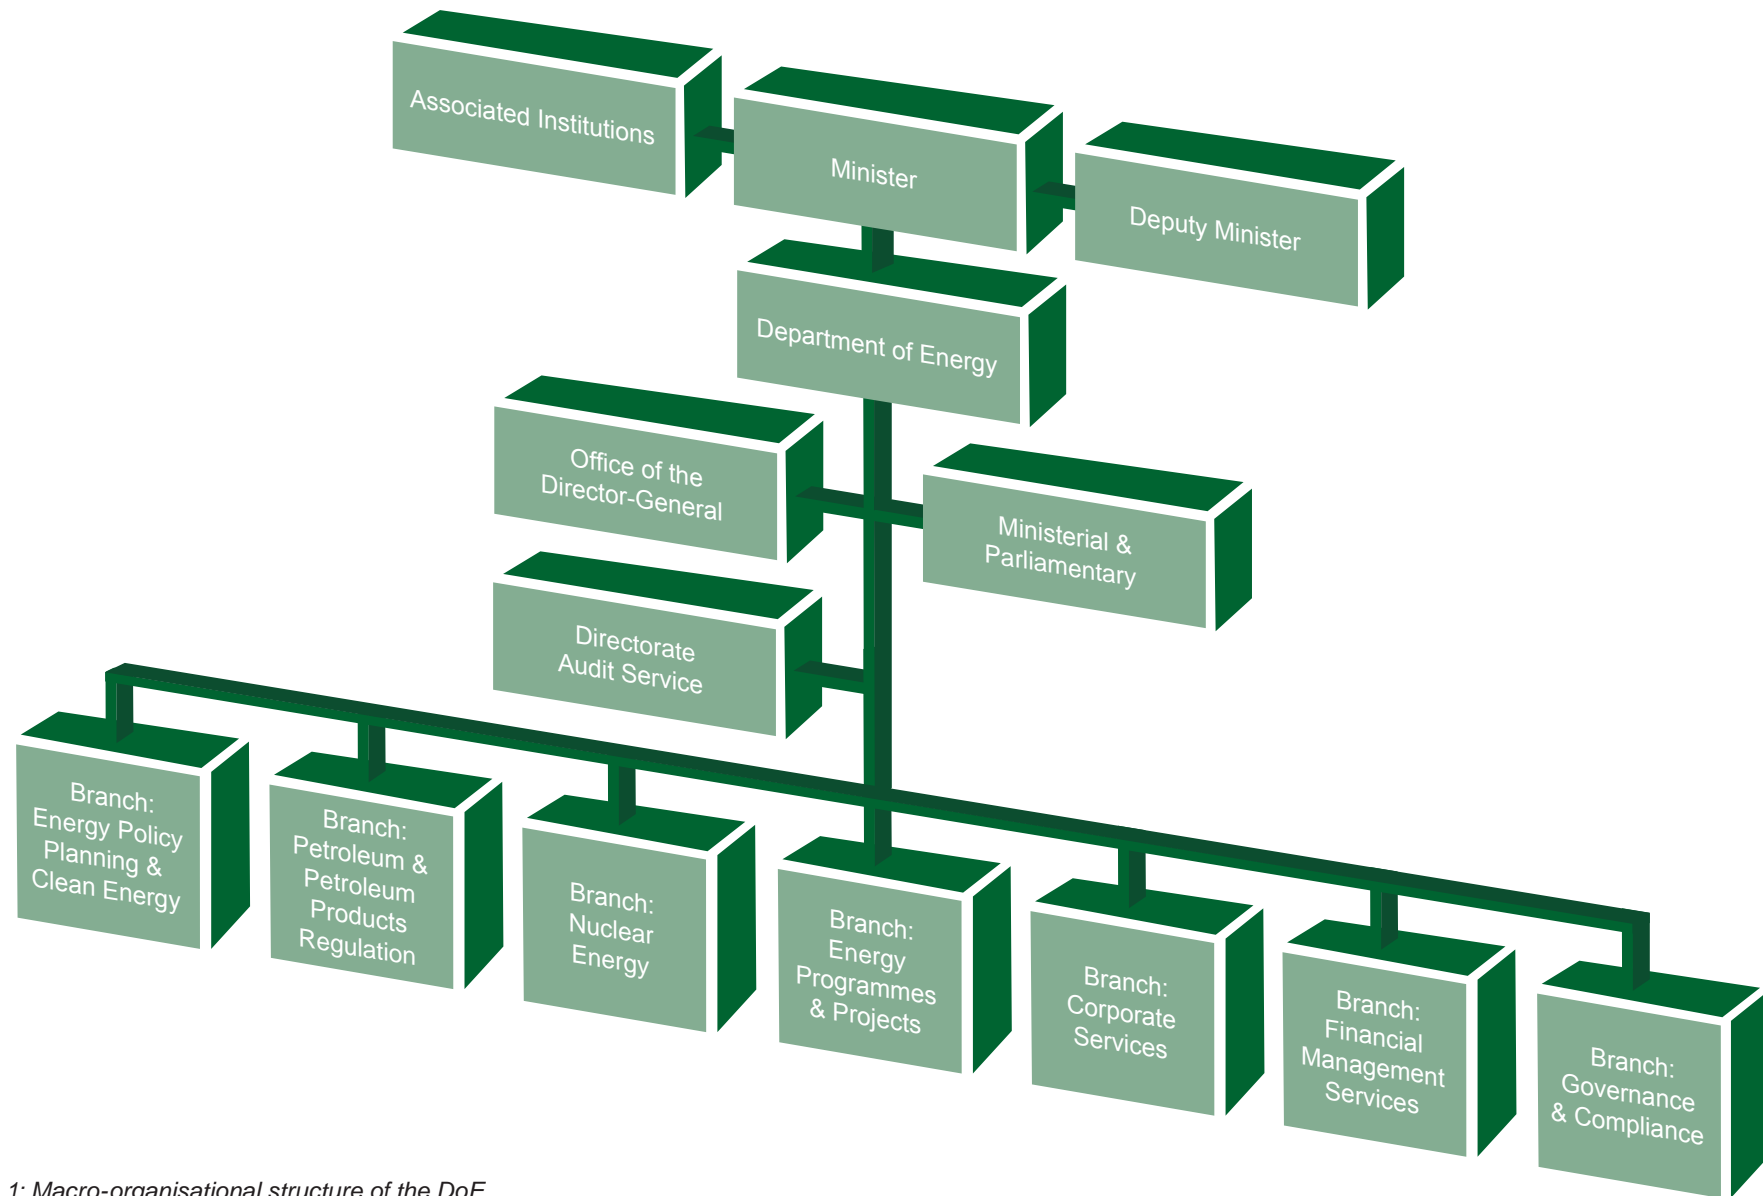 Associated Institutions
Minister
Deputy Minister
Department of Energy
Office of the
Director-General
Ministerial &
Parliamentary
Directorate
Audit Service
Branch:
Energy Policy
Planning &
Clean Energy
Branch:
Petroleum &
Petroleum
Products
Regulation
Branch:
Nuclear
Energy
Branch:
Energy
Programmes
& Projects
Branch:
Corporate
Services
Branch:
Financial
Management
Services
Branch:
Governance
& Compliance
1: Macro-organisational structure of the DoE